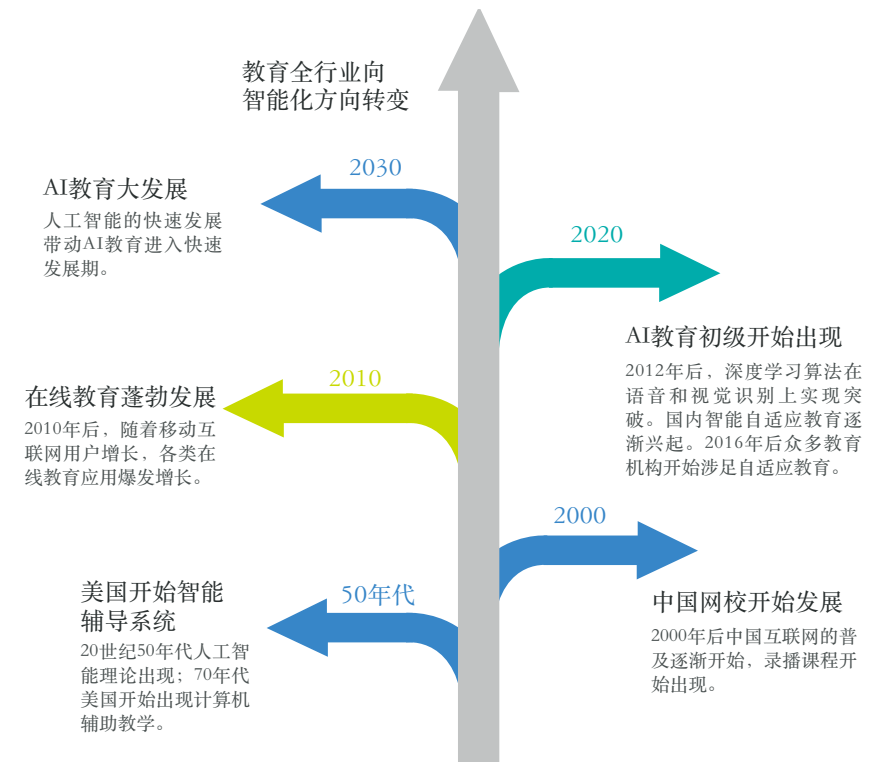 教育全行业向
智能化方向转变
2030
AI教育大发展
人工智能的快速发展
带动AI教育进入快速
发展期。
2020
AI教育初级开始出现
2012年后，深度学习算法在
语音和视觉识别上实现突
破。国内智能自适应教育逐
渐兴起。2016年后众多教育
机构开始涉足自适应教育。
2010
在线教育蓬勃发展
2010年后，随着移动互
联网用户增长，各类在
线教育应用爆发增长。
2000
中国网校开始发展
2000年后中国互联网的普
及逐渐开始，录播课程开
始出现。
50年代
美国开始智能
辅导系统
20世纪50年代人工智
能理论出现；70年代
美国开始出现计算机
辅助教学。